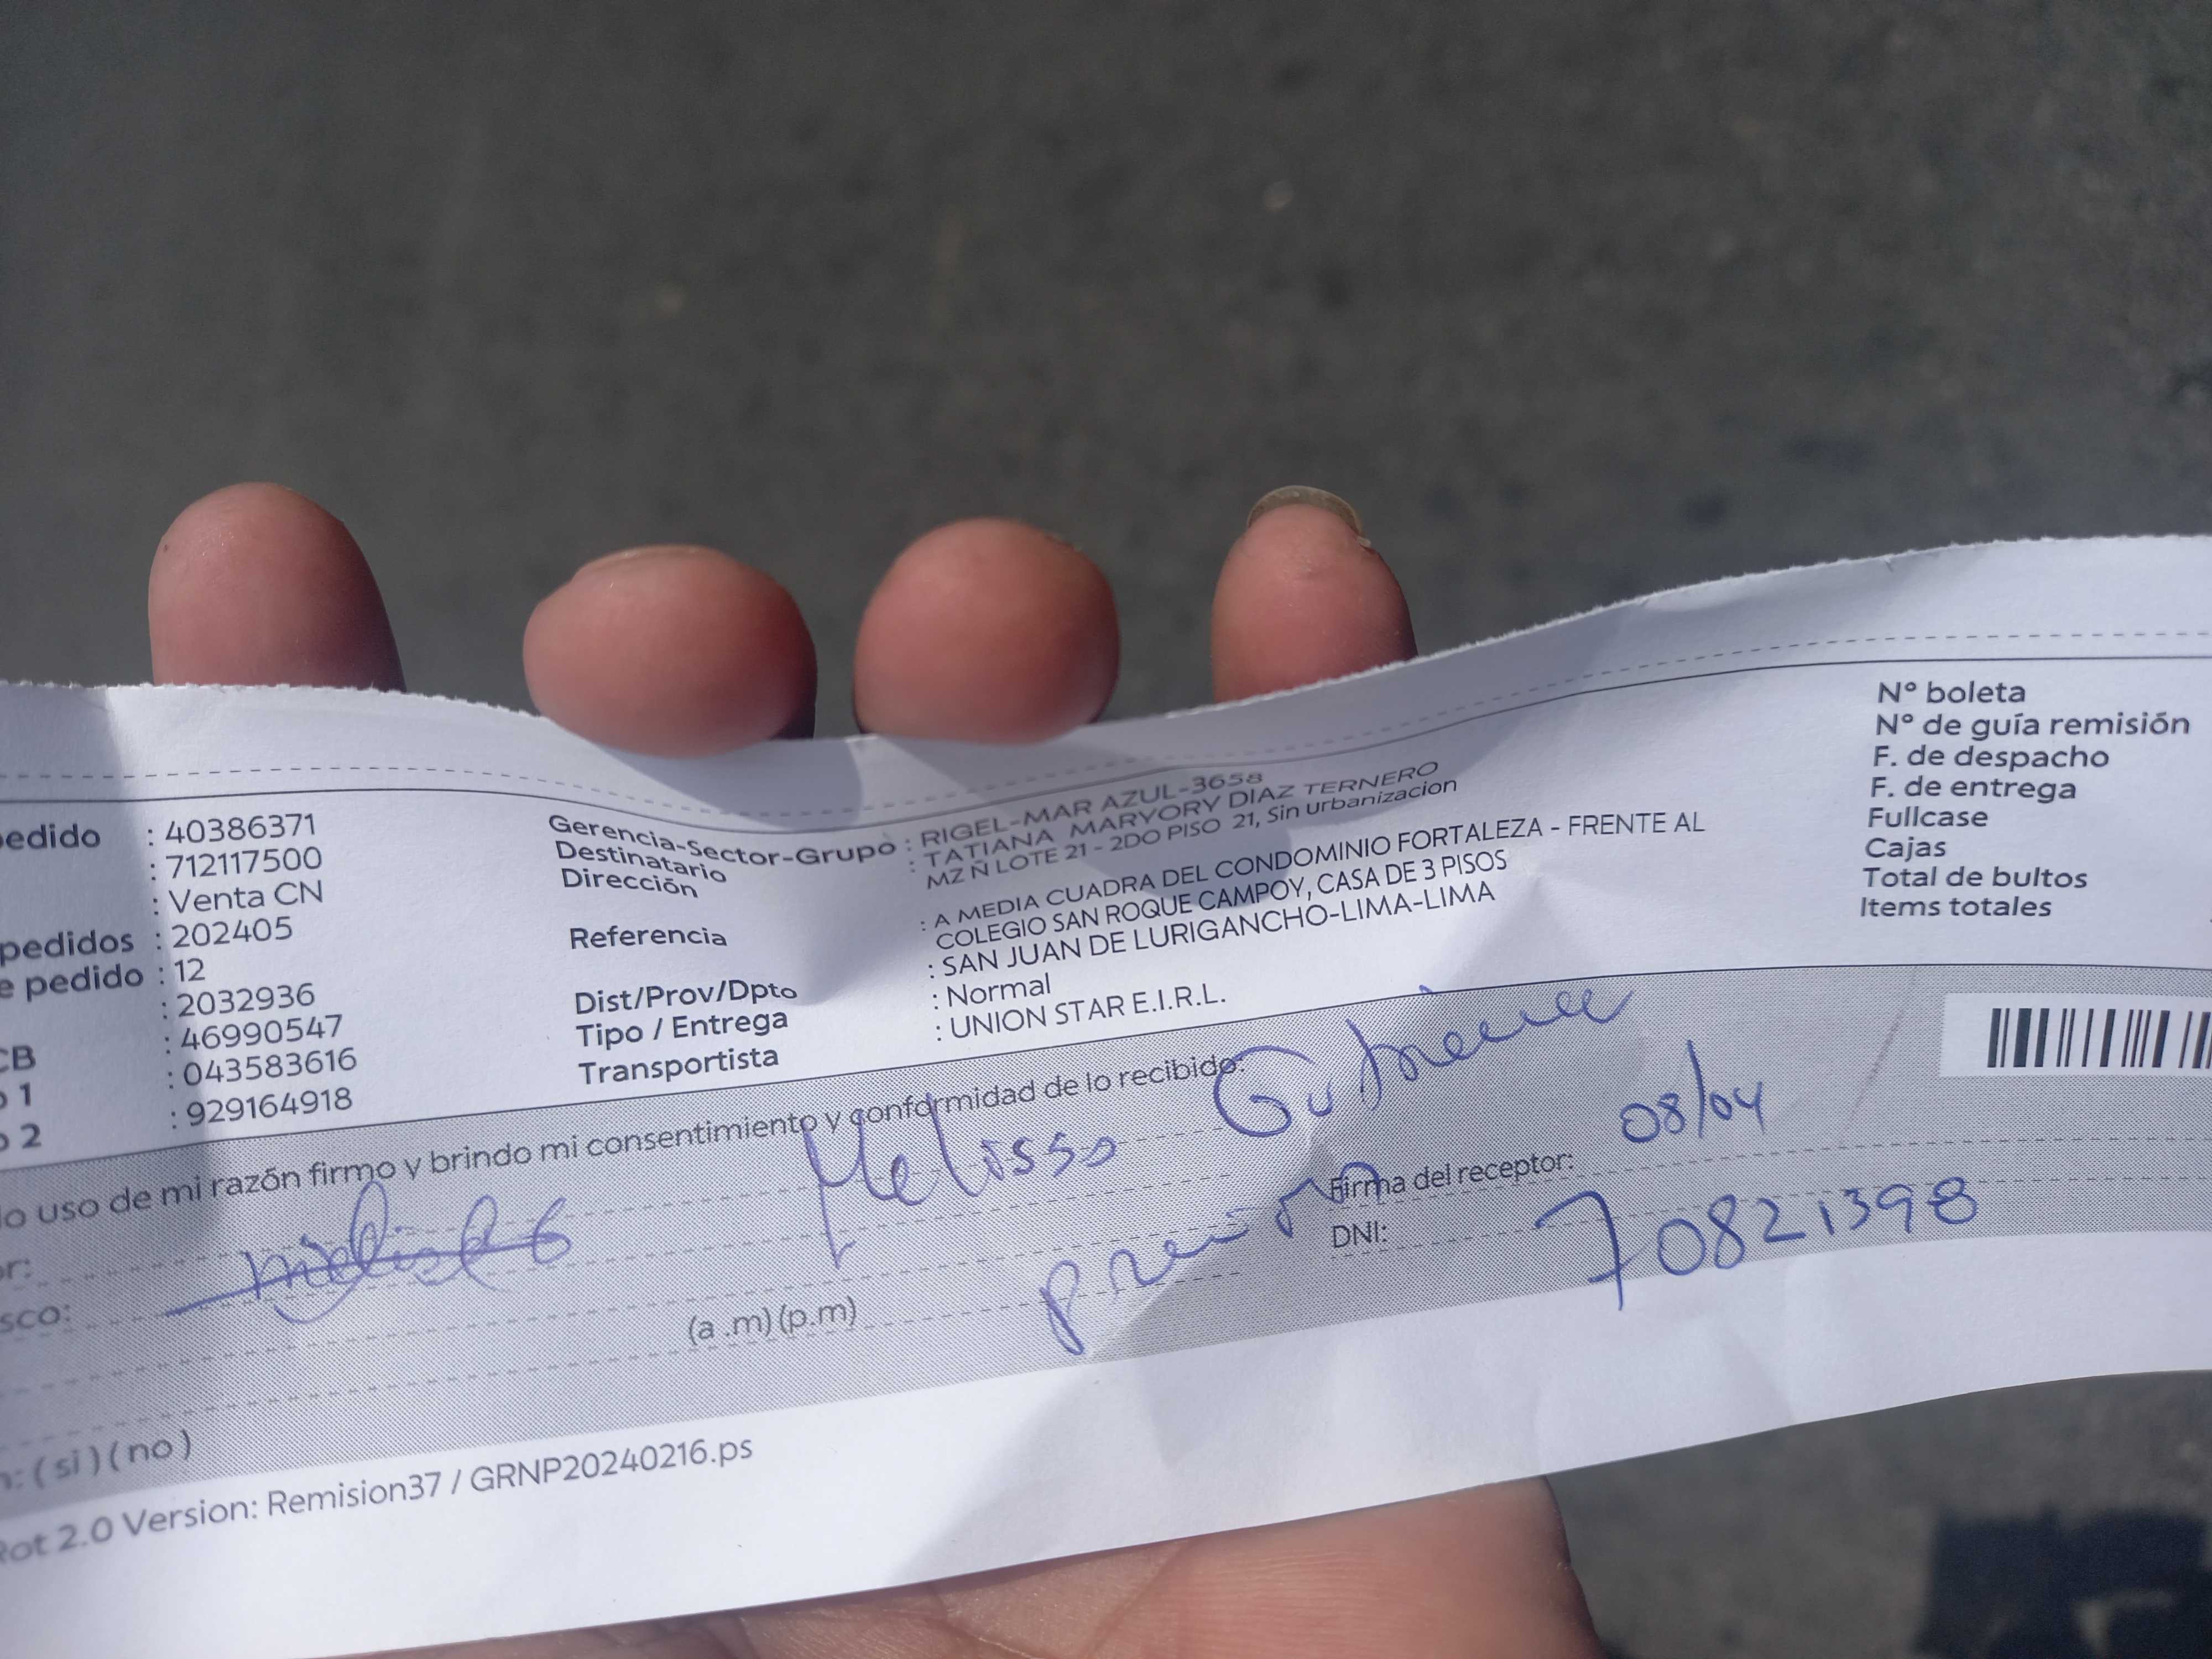 edido : 40386371
: 712117500
: Venta CN
pedidos : 202405
e pedido : 12
: 2032936
CB : 46990547
o 1 : 043583616
o 2 : 929164918
Gerencia-Sector-Grupo : RIGEL-MAR AZUL-3658
Destinatario : TATIANA MARYORY DIAZ TERNERO
Dirección : MZ Ñ LOTE 21 - 2DO PISO 21, Sin urbanizacion
Referencia : A MEDIA CUADRA DEL CONDOMINIO FORTALEZA - FRENTE AL
COLEGIO SAN ROQUE CAMPOY, CASA DE 3 PISOS
Dist/Prov/Dpto : SAN JUAN DE LURIGANCHO-LIMA-LIMA
Tipo / Entrega : Normal
Transportista : UNION STAR E.I.R.L.
N° boleta
N° de guía remisión
F. de despacho
F. de entrega
Fullcase
Cajas
Total de bultos
Items totales
o uso de mi razón firmo y brindo mi consentimiento y conformidad de lo recibido:
Melissa
08/04
or:
Firma del receptor:
sco:
DNI: 70821398
(a .m) (p.m)
n: ( si ) ( no )
Rot 2.0 Version: Remision37 / GRNP20240216.ps